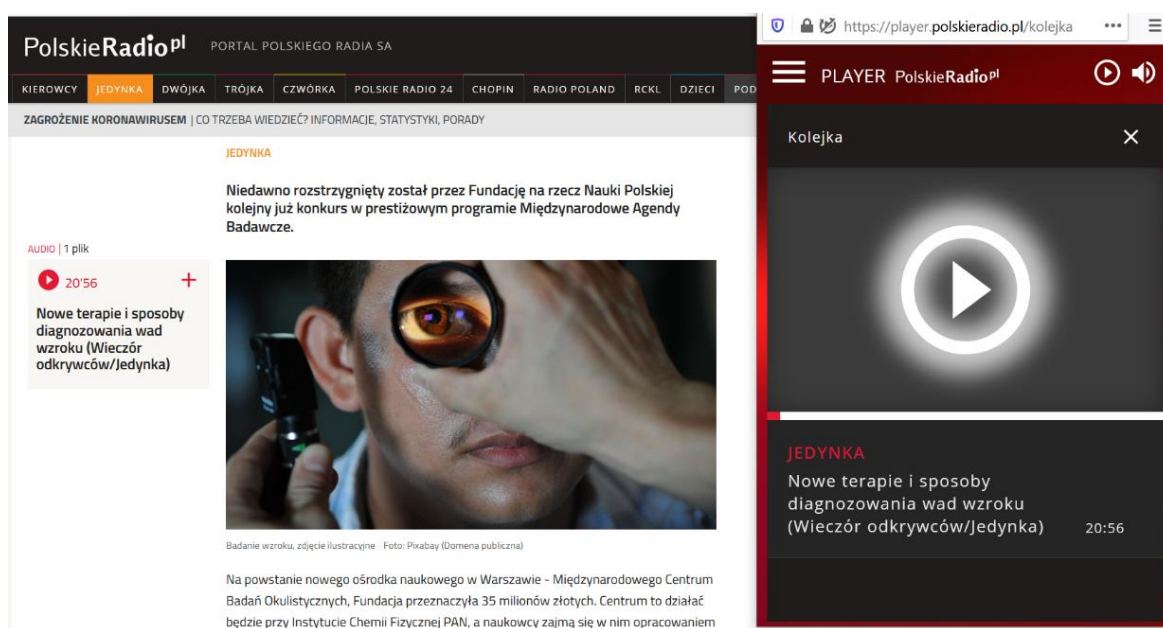 PolskieRadio.pl PORTAL POLSKIEGO RADIA SA
KIEROWCY JEDYNKA DWÓJKA TRÓJKA CZWÓRKA POLSKIE RADIO 24 CHOPIN RADIO POLAND RCKL DZIECI POD
ZAGROŻENIE KORONAWIRUSEM | CO TRZEBA WIEDZIEĆ? INFORMACJE, STATYSTYKI, PORADY
JEDYNKA
Niedawno rozstrzygnięty został przez Fundację na rzecz Nauki Polskiej
kolejny już konkurs w prestiżowym programie Międzynarodowe Agendy
Badawcze.
AUDIO | 1 plik
20'56 +
Nowe terapie i sposoby
diagnozowania wad
wzroku (Wieczór
odkrywców/Jedynka)
Badanie wzroku, zdjęcie ilustracyjne Foto: Pixabay (Domena publiczna)
Na powstanie nowego ośrodka naukowego w Warszawie - Międzynarodowego Centrum
Badań Okulistycznych, Fundacja przeznaczyła 35 milionów złotych. Centrum to działać
będzie przy Instytucie Chemii Fizycznej PAN, a naukowcy zajmą się w nim opracowaniem
https://player.polskieradio.pl/kolejka
PLAYER PolskieRadio.pl
Kolejka
JEDYNKA
Nowe terapie i sposoby
diagnozowania wad wzroku
(Wieczór odkrywców/Jedynka) 20:56